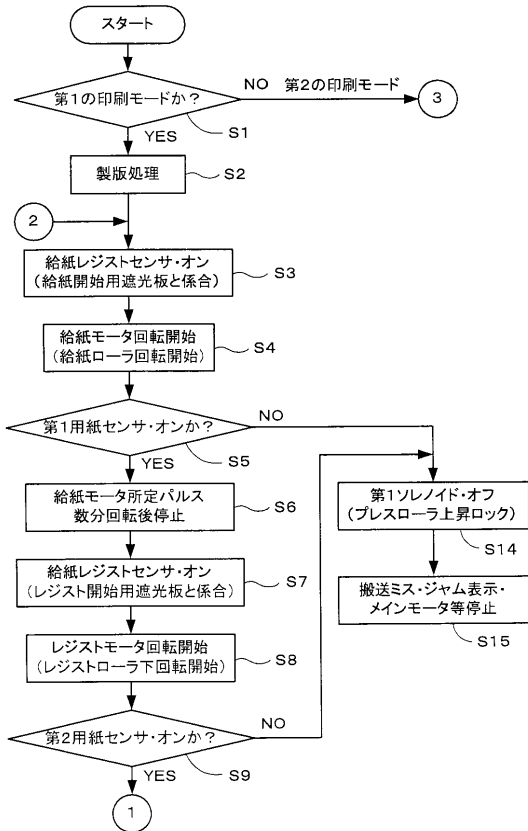 スタート
第1の印刷モードか?
NO 第2の印刷モード
3
YES
S1
製版処理
S2
2
給紙レジストセンサ・オン
(給紙開始用遮光板と係合)
S3
給紙モータ回転開始
(給紙ローラ回転開始)
S4
第1用紙センサ・オンか?
NO
YES
S5
給紙モータ所定パルス
数分回転後停止
S6
第1ソレノイド・オフ
(プレスローラ上昇ロック)
S14
給紙レジストセンサ・オン
(レジスト開始用遮光板と係合)
S7
搬送ミス・ジャム表示・
メインモータ等停止
S15
レジストモータ回転開始
(レジストローラ下回転開始)
S8
第2用紙センサ・オンか?
NO
YES
S9
1